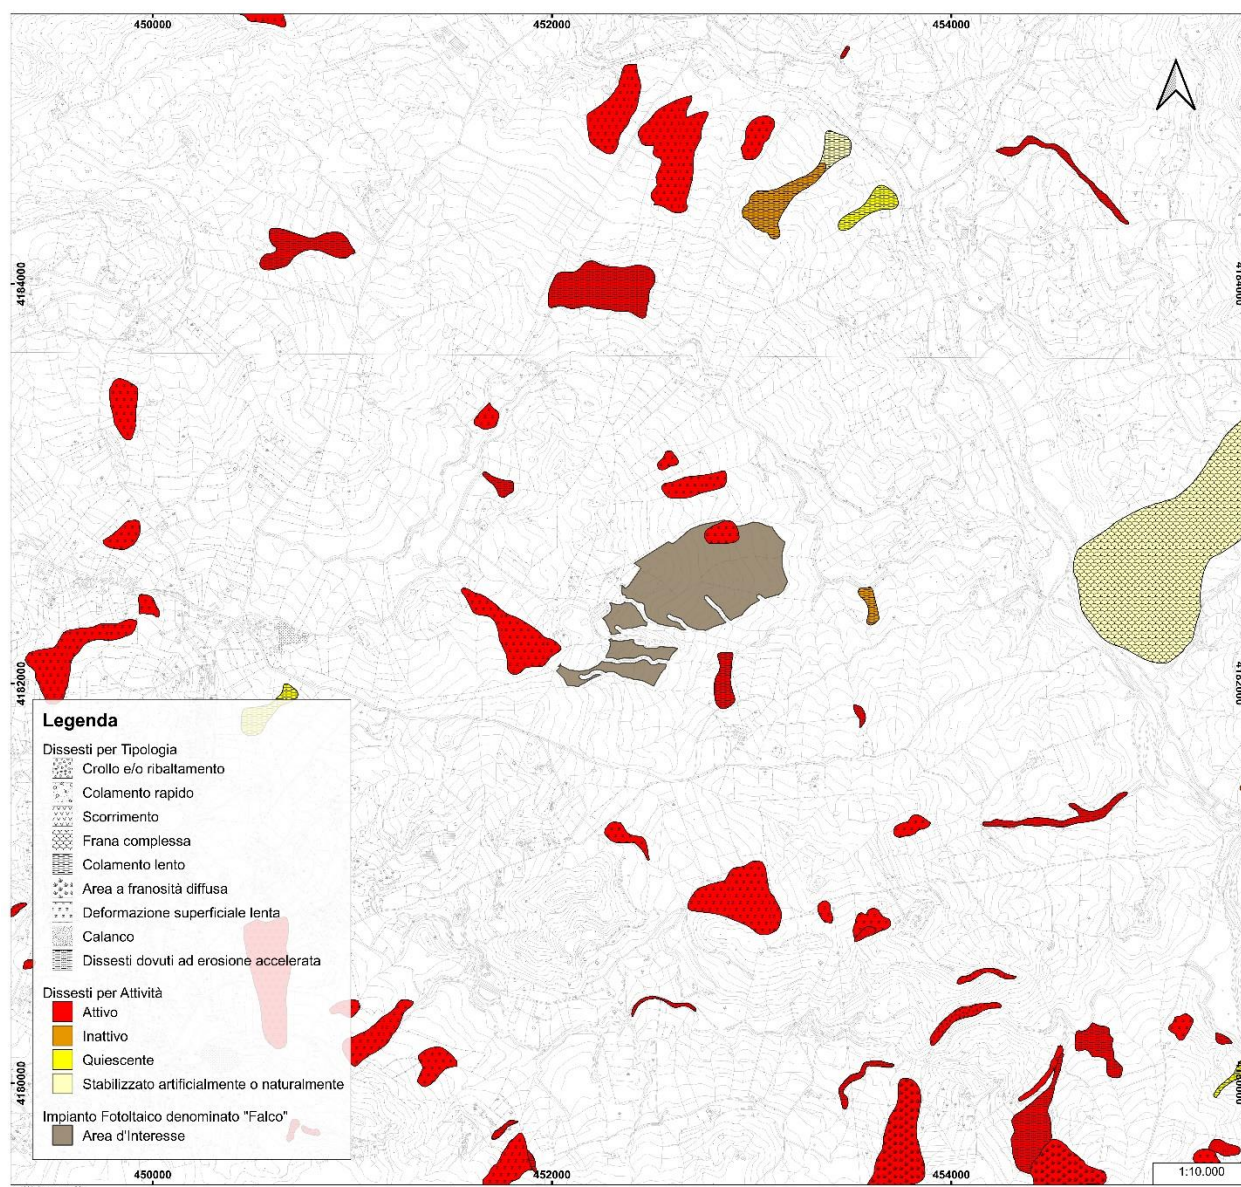 450000
452000
454000
4184000
4184000
4182000
4182000
Legenda
Dissesti per Tipologia
Crollo e/o ribaltamento
Colamento rapido
Scorrimento
Frana complessa
Colamento lento
Area a franosità diffusa
Deformazione superficiale lenta
Calanco
Dissesti dovuti ad erosione accelerata
Dissesti per Attività
Attivo
Inattivo
Quiescente
Stabilizzato artificialmente o naturalmente
Impianto Fotoltaico denominato "Falco"
Area d'Interesse
4180000
4180000
450000
452000
454000
1:10.000